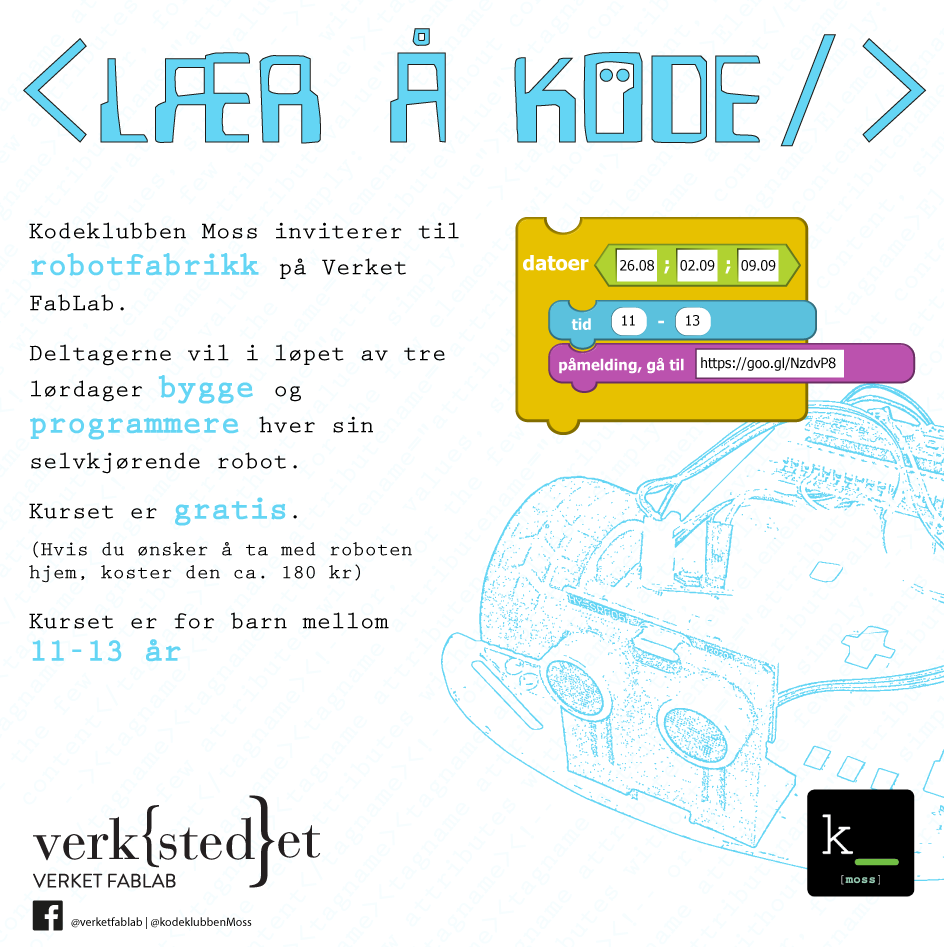 <LÆR Å KODE/>
Kodeklubben Moss inviterer til
robotfabrikk på Verket
FabLab.
Deltagerne vil i løpet av tre
lørdager bygge og
programmere hver sin
selvkjørende robot.
Kurset er gratis.
(Hvis du ønsker å ta med roboten
hjem, koster den ca. 180 kr)
Kurset er for barn mellom
11-13 år
datoer 26.08 ; 02.09 ; 09.09
tid 11 - 13
påmelding, gå til https://goo.gl/NzdvP8
verk{sted}et
VERKET FABLAB
@verketfablab | @kodeklubbenMoss
k_
[moss]